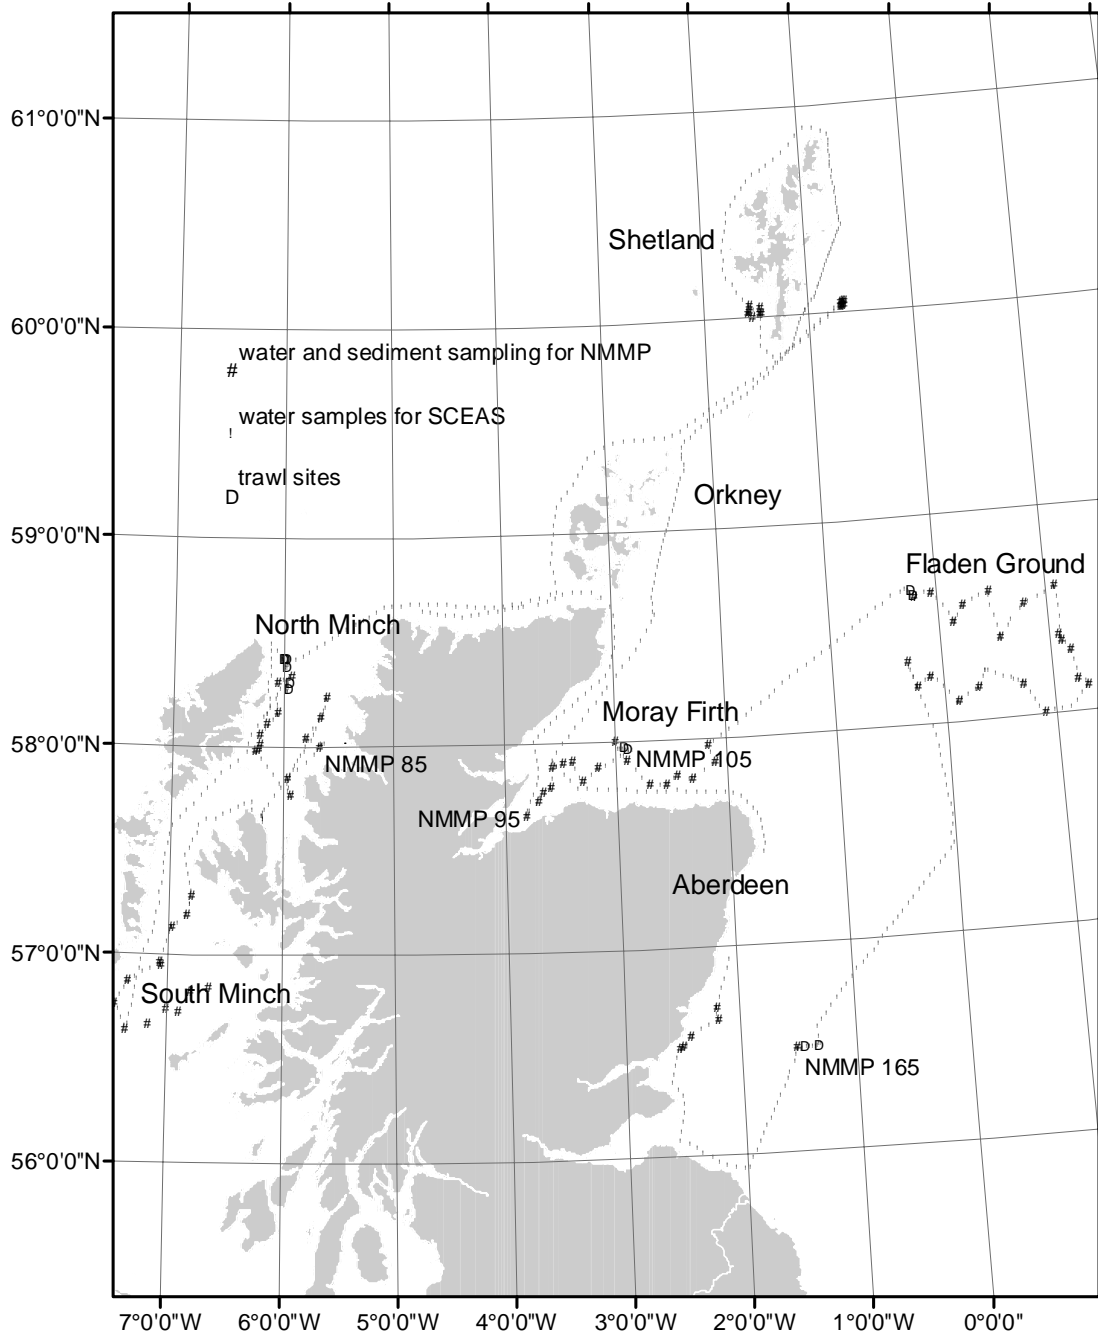 61°0'0"N
Shetland
60°0'0"N
water and sediment sampling for NMMP
#
water samples for SCEAS
!
trawl sites
D
Orkney
59°0'0"N
Fladen Ground
North Minch
Moray Firth
58°0'0"N
NMMP 105
NMMP 85
NMMP 95
Aberdeen
57°0'0"N
South Minch
NMMP 165
56°0'0"N
7°0'0"W 6°0'0"W 5°0'0"W 4°0'0"W 3°0'0"W 2°0'0"W 1°0'0"W 0°0'0"